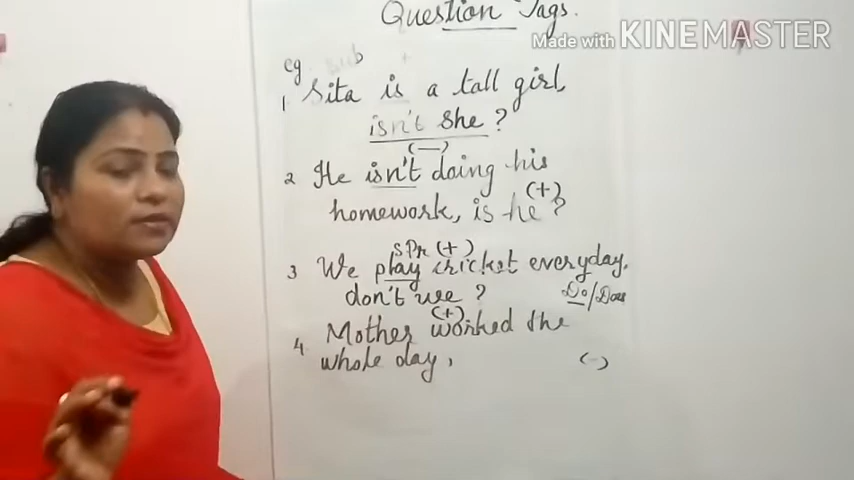 Question Tags.
Made with KINEMASTER
eg sub
1 Sita is a tall girl,
isn't she ?
(—)
2 He isn't doing his
(+)
homework, is he ?
SPr (+)
3 We play cricket everyday,
don't we ? Do/Does
(+)
4 Mother worked the
whole day, (-)